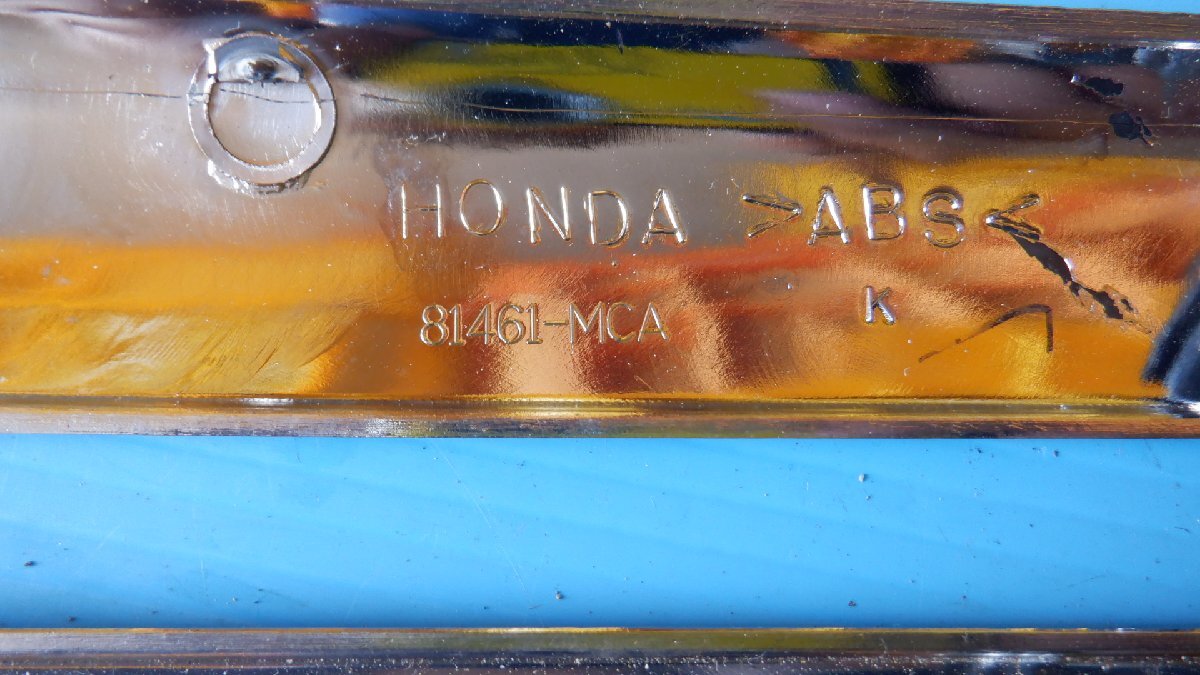 HONDA >ABS<
81461-MCA K